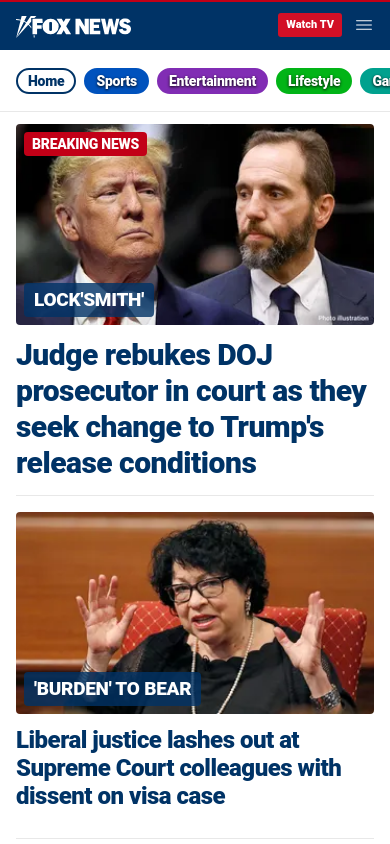 FOX NEWS
Watch TV
Home Sports Entertainment Lifestyle Ga
BREAKING NEWS
LOCK'SMITH'
Photo illustration
Judge rebukes DOJ
prosecutor in court as they
seek change to Trump's
release conditions
'BURDEN' TO BEAR
Liberal justice lashes out at
Supreme Court colleagues with
dissent on visa case